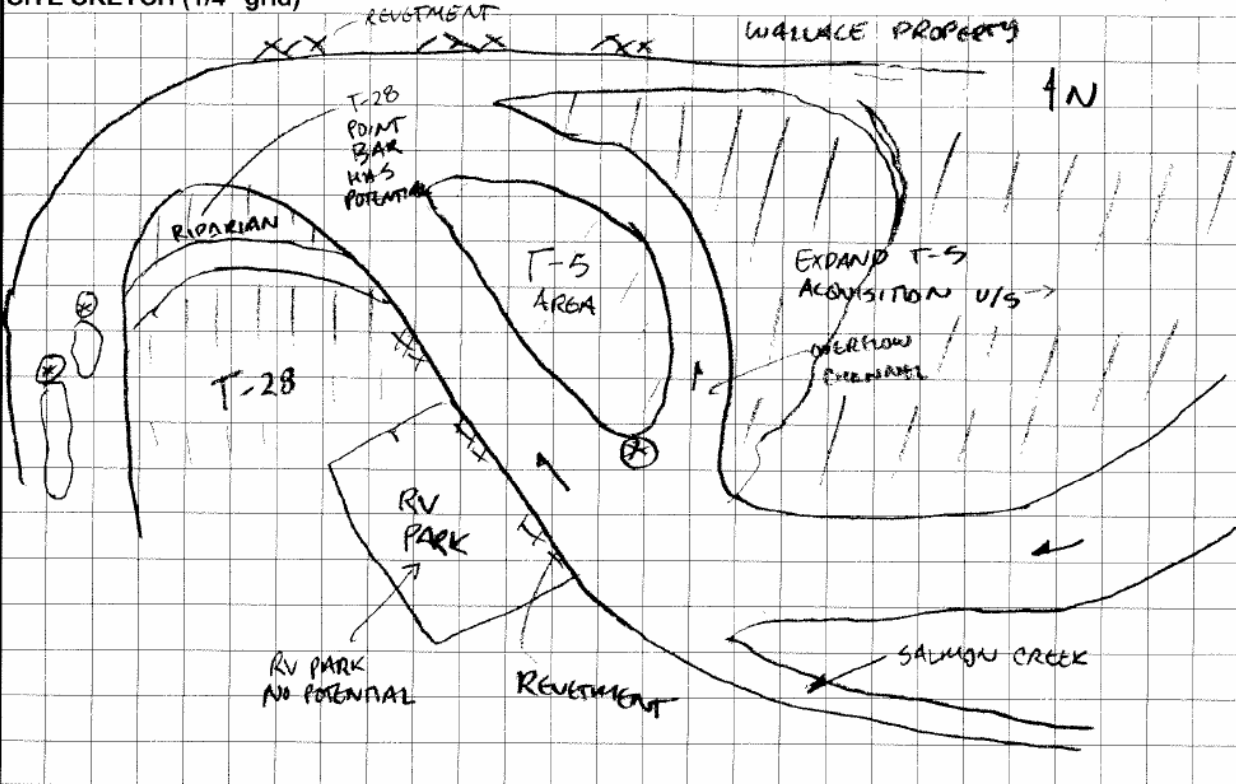 SITE SKETCH (1/4" grid)
REVETMENT
WALLACE PROPERTY
N
T-28
POINT
BAR
HAS
POTENTIAL
RIPARIAN
T-5
AREA
EXPAND T-5
ACQUISITION U/S
OVERFLOW
CHANNEL
T-28
RV
PARK
RV PARK
NO POTENTIAL
REVETMENT
SALMON CREEK